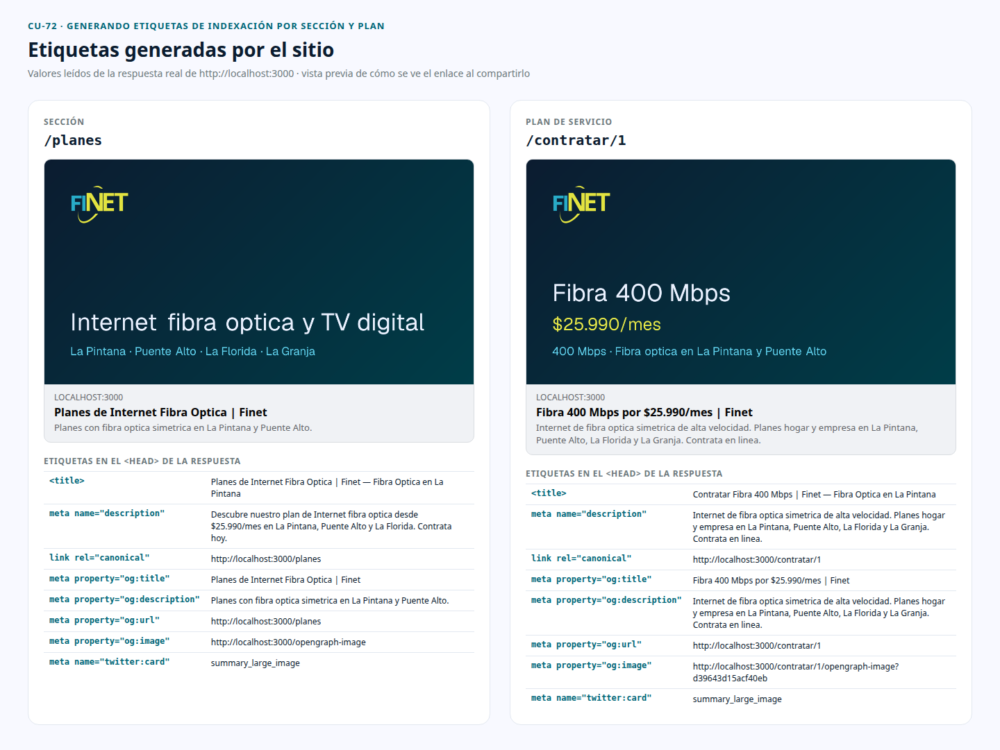 CU-72 · GENERANDO ETIQUETAS DE INDEXACIÓN POR SECCIÓN Y PLAN
Etiquetas generadas por el sitio
Valores leídos de la respuesta real de http://localhost:3000 · vista previa de cómo se ve el enlace al compartirlo
SECCIÓN
/planes
FINET
Internet fibra optica y TV digital
La Pintana · Puente Alto · La Florida · La Granja
LOCALHOST:3000
Planes de Internet Fibra Optica | Finet
Planes con fibra optica simetrica en La Pintana y Puente Alto.
ETIQUETAS EN EL <HEAD> DE LA RESPUESTA
<title> Planes de Internet Fibra Optica | Finet — Fibra Optica en La
Pintana
meta name="description" Descubre nuestro plan de Internet fibra optica desde
$25.990/mes en La Pintana, Puente Alto y La Florida. Contrata
hoy.
link rel="canonical" http://localhost:3000/planes
meta property="og:title" Planes de Internet Fibra Optica | Finet
meta property="og:description" Planes con fibra optica simetrica en La Pintana y Puente Alto.
meta property="og:url" http://localhost:3000/planes
meta property="og:image" http://localhost:3000/opengraph-image
meta name="twitter:card" summary_large_image
PLAN DE SERVICIO
/contratar/1
FINET
Fibra 400 Mbps
$25.990/mes
400 Mbps · Fibra optica en La Pintana y Puente Alto
LOCALHOST:3000
Fibra 400 Mbps por $25.990/mes | Finet
Internet de fibra optica simetrica de alta velocidad. Planes hogar y empresa en La Pintana,
Puente Alto, La Florida y La Granja. Contrata en linea.
ETIQUETAS EN EL <HEAD> DE LA RESPUESTA
<title> Contratar Fibra 400 Mbps | Finet — Fibra Optica en La Pintana
meta name="description" Internet de fibra optica simetrica de alta velocidad. Planes hogar
y empresa en La Pintana, Puente Alto, La Florida y La Granja.
Contrata en linea.
link rel="canonical" http://localhost:3000/contratar/1
meta property="og:title" Fibra 400 Mbps por $25.990/mes | Finet
meta property="og:description" Internet de fibra optica simetrica de alta velocidad. Planes hogar
y empresa en La Pintana, Puente Alto, La Florida y La Granja.
Contrata en linea.
meta property="og:url" http://localhost:3000/contratar/1
meta property="og:image" http://localhost:3000/contratar/1/opengraph-image?
d39643d15acf40eb
meta name="twitter:card" summary_large_image